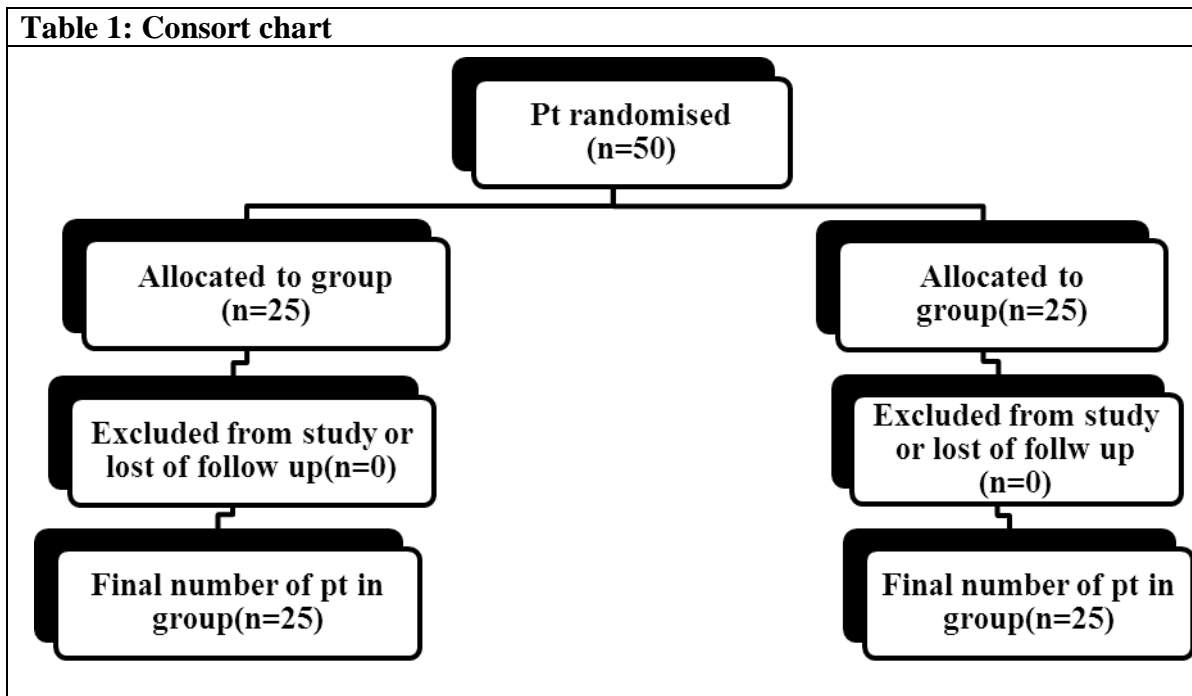 Table 1: Consort chart
Pt randomised
(n=50)
Allocated to group
(n=25)
Allocated to
group(n=25)
Excluded from study or
lost of follow up(n=0)
Excluded from study
or lost of follw up
(n=0)
Final number of pt in
group(n=25)
Final number of pt in
group(n=25)